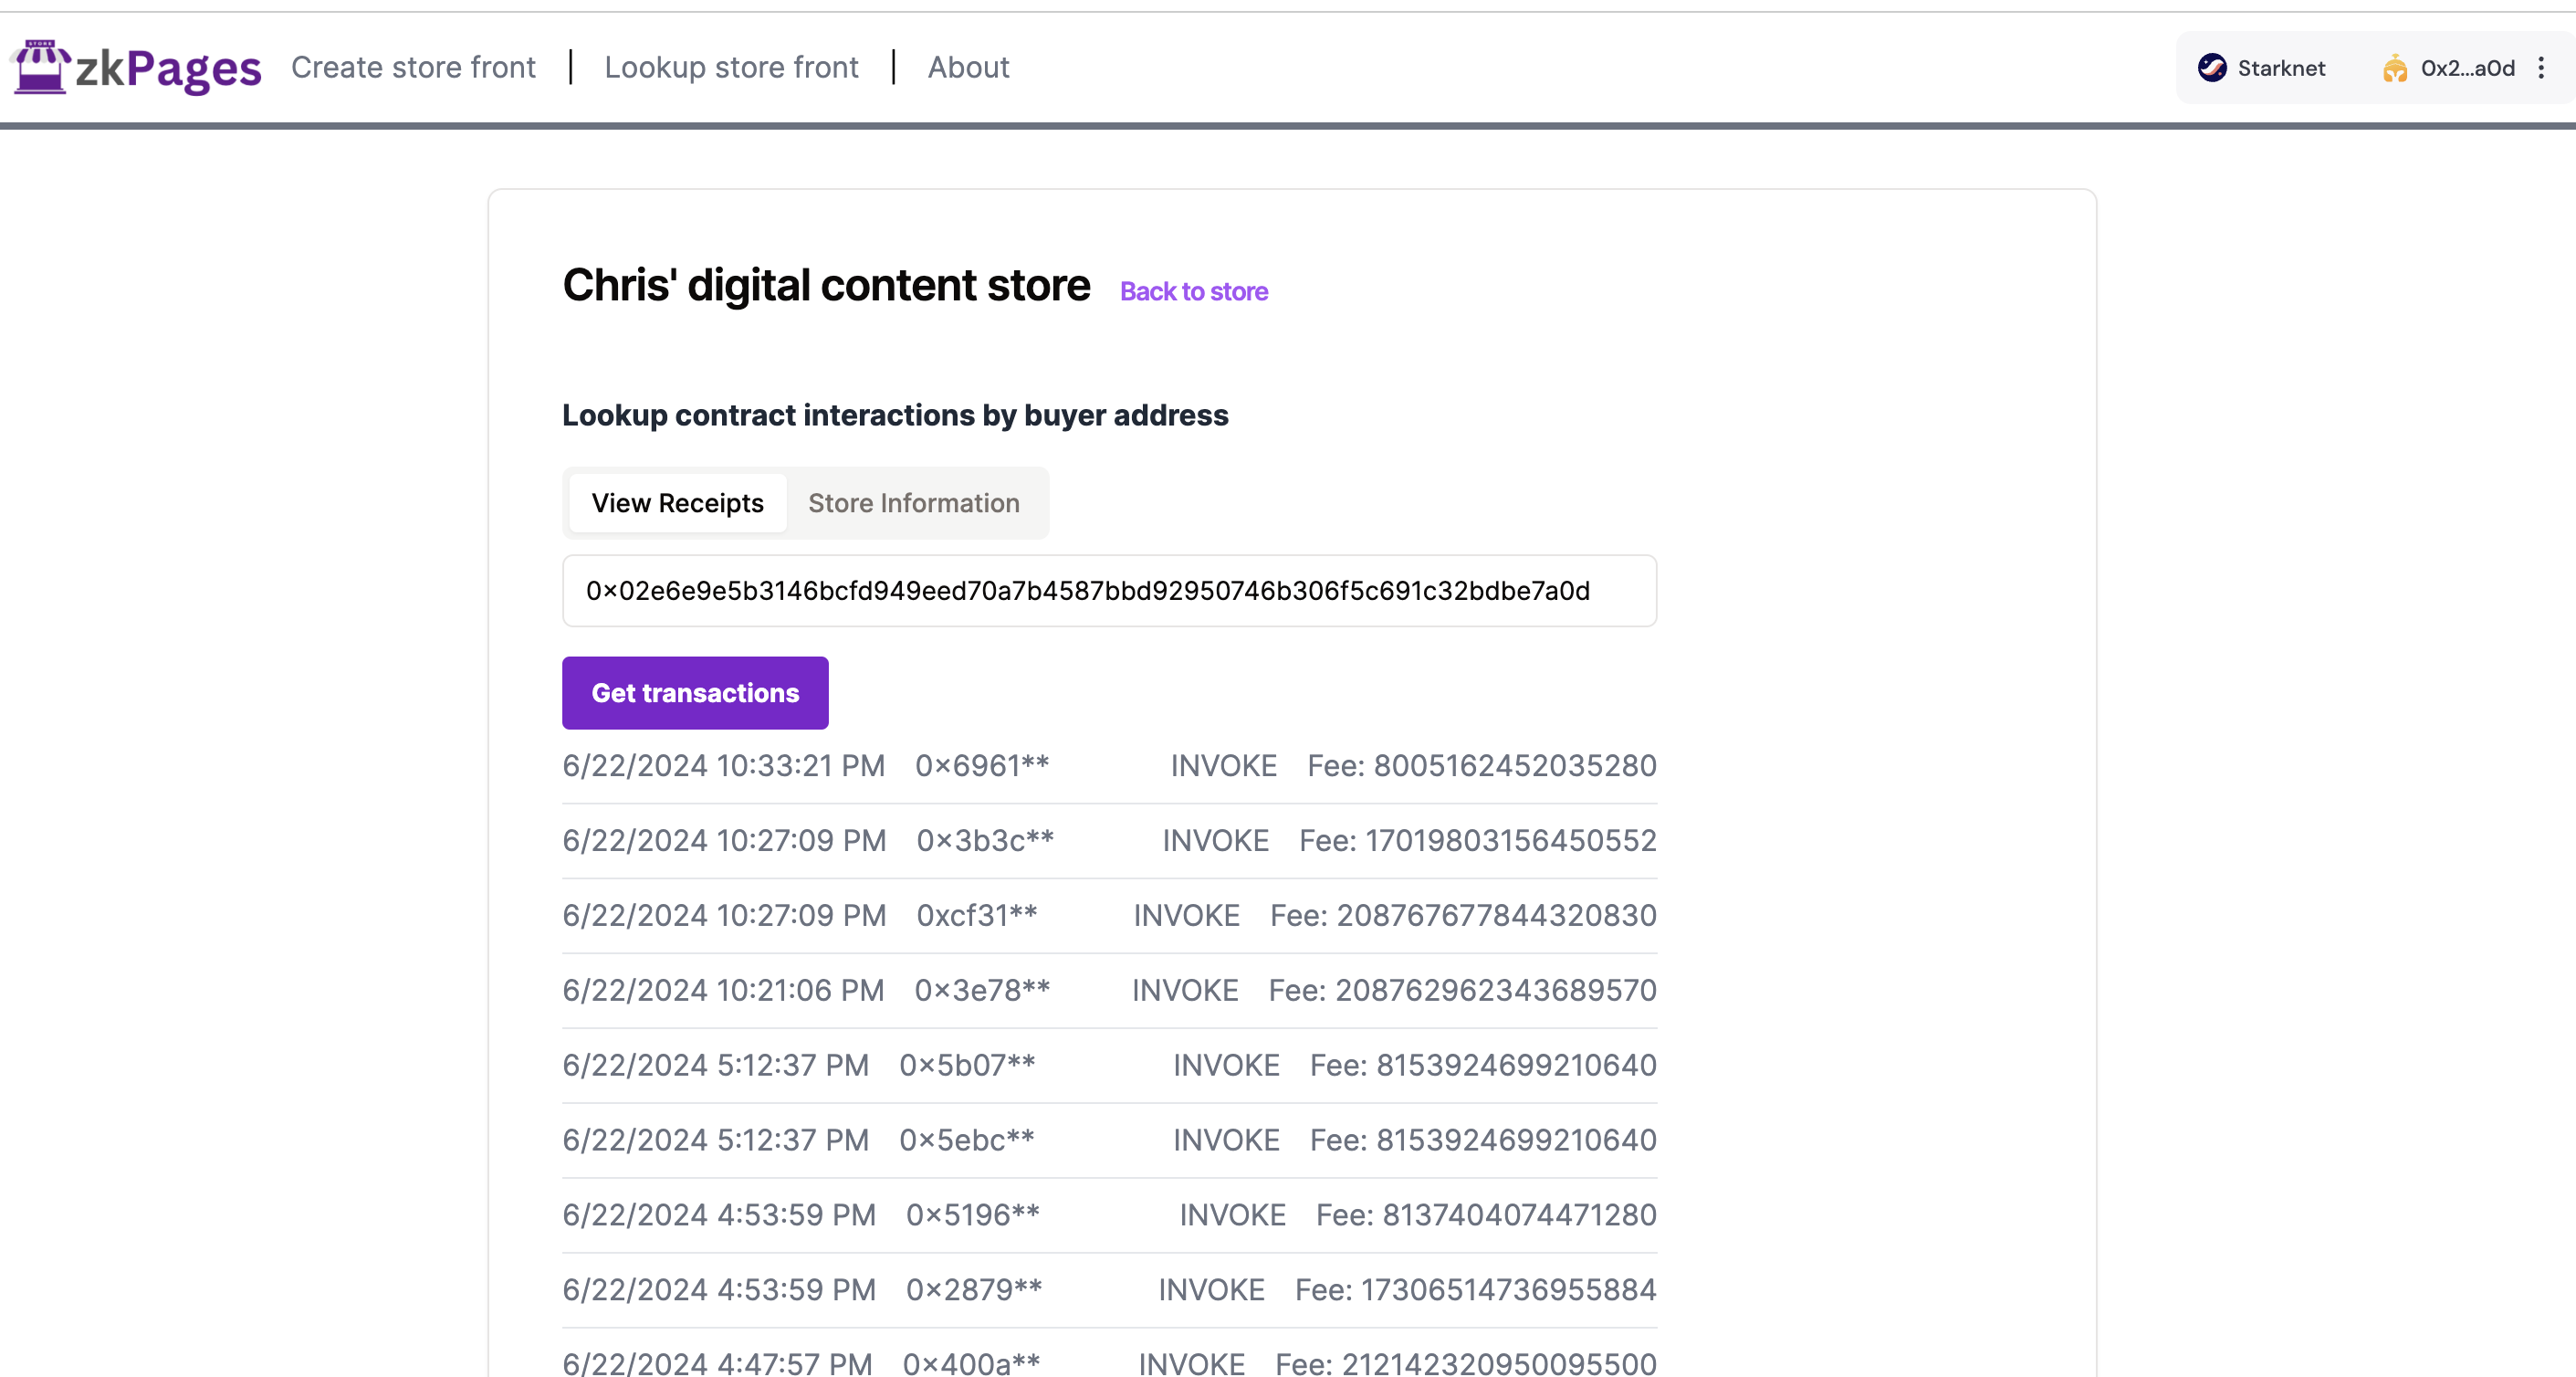 STORE
zkPages Create store front | Lookup store front | About Starknet 0x2...a0d
Chris' digital content store Back to store
Lookup contract interactions by buyer address
View Receipts Store Information
0x02e6e9e5b3146bcfd949eed70a7b4587bbd92950746b306f5c691c32bdbe7a0d
Get transactions
6/22/2024 10:33:21 PM 0x6961** INVOKE Fee: 8005162452035280
6/22/2024 10:27:09 PM 0x3b3c** INVOKE Fee: 17019803156450552
6/22/2024 10:27:09 PM 0xcf31** INVOKE Fee: 208767677844320830
6/22/2024 10:21:06 PM 0x3e78** INVOKE Fee: 208762962343689570
6/22/2024 5:12:37 PM 0x5b07** INVOKE Fee: 8153924699210640
6/22/2024 5:12:37 PM 0x5ebc** INVOKE Fee: 8153924699210640
6/22/2024 4:53:59 PM 0x5196** INVOKE Fee: 8137404074471280
6/22/2024 4:53:59 PM 0x2879** INVOKE Fee: 17306514736955884
6/22/2024 4:47:57 PM 0x400a** INVOKE Fee: 212142320950095500